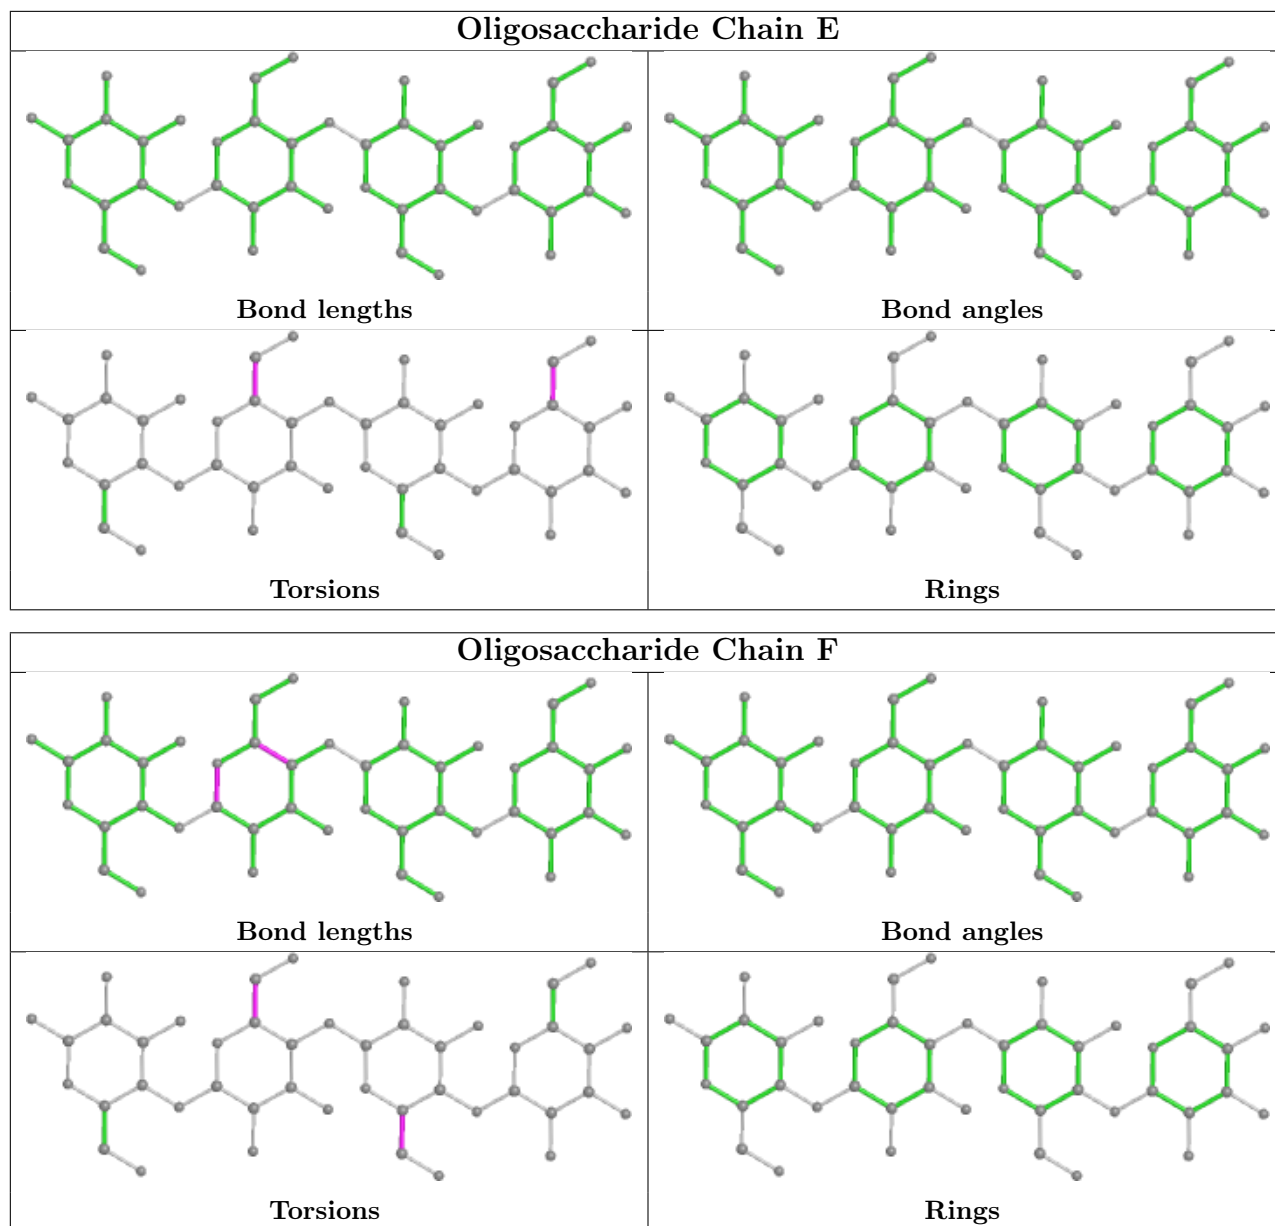 Oligosaccharide Chain E
Bond lengths
Bond angles
Torsions
Rings
Oligosaccharide Chain F
Bond lengths
Bond angles
Torsions
Rings